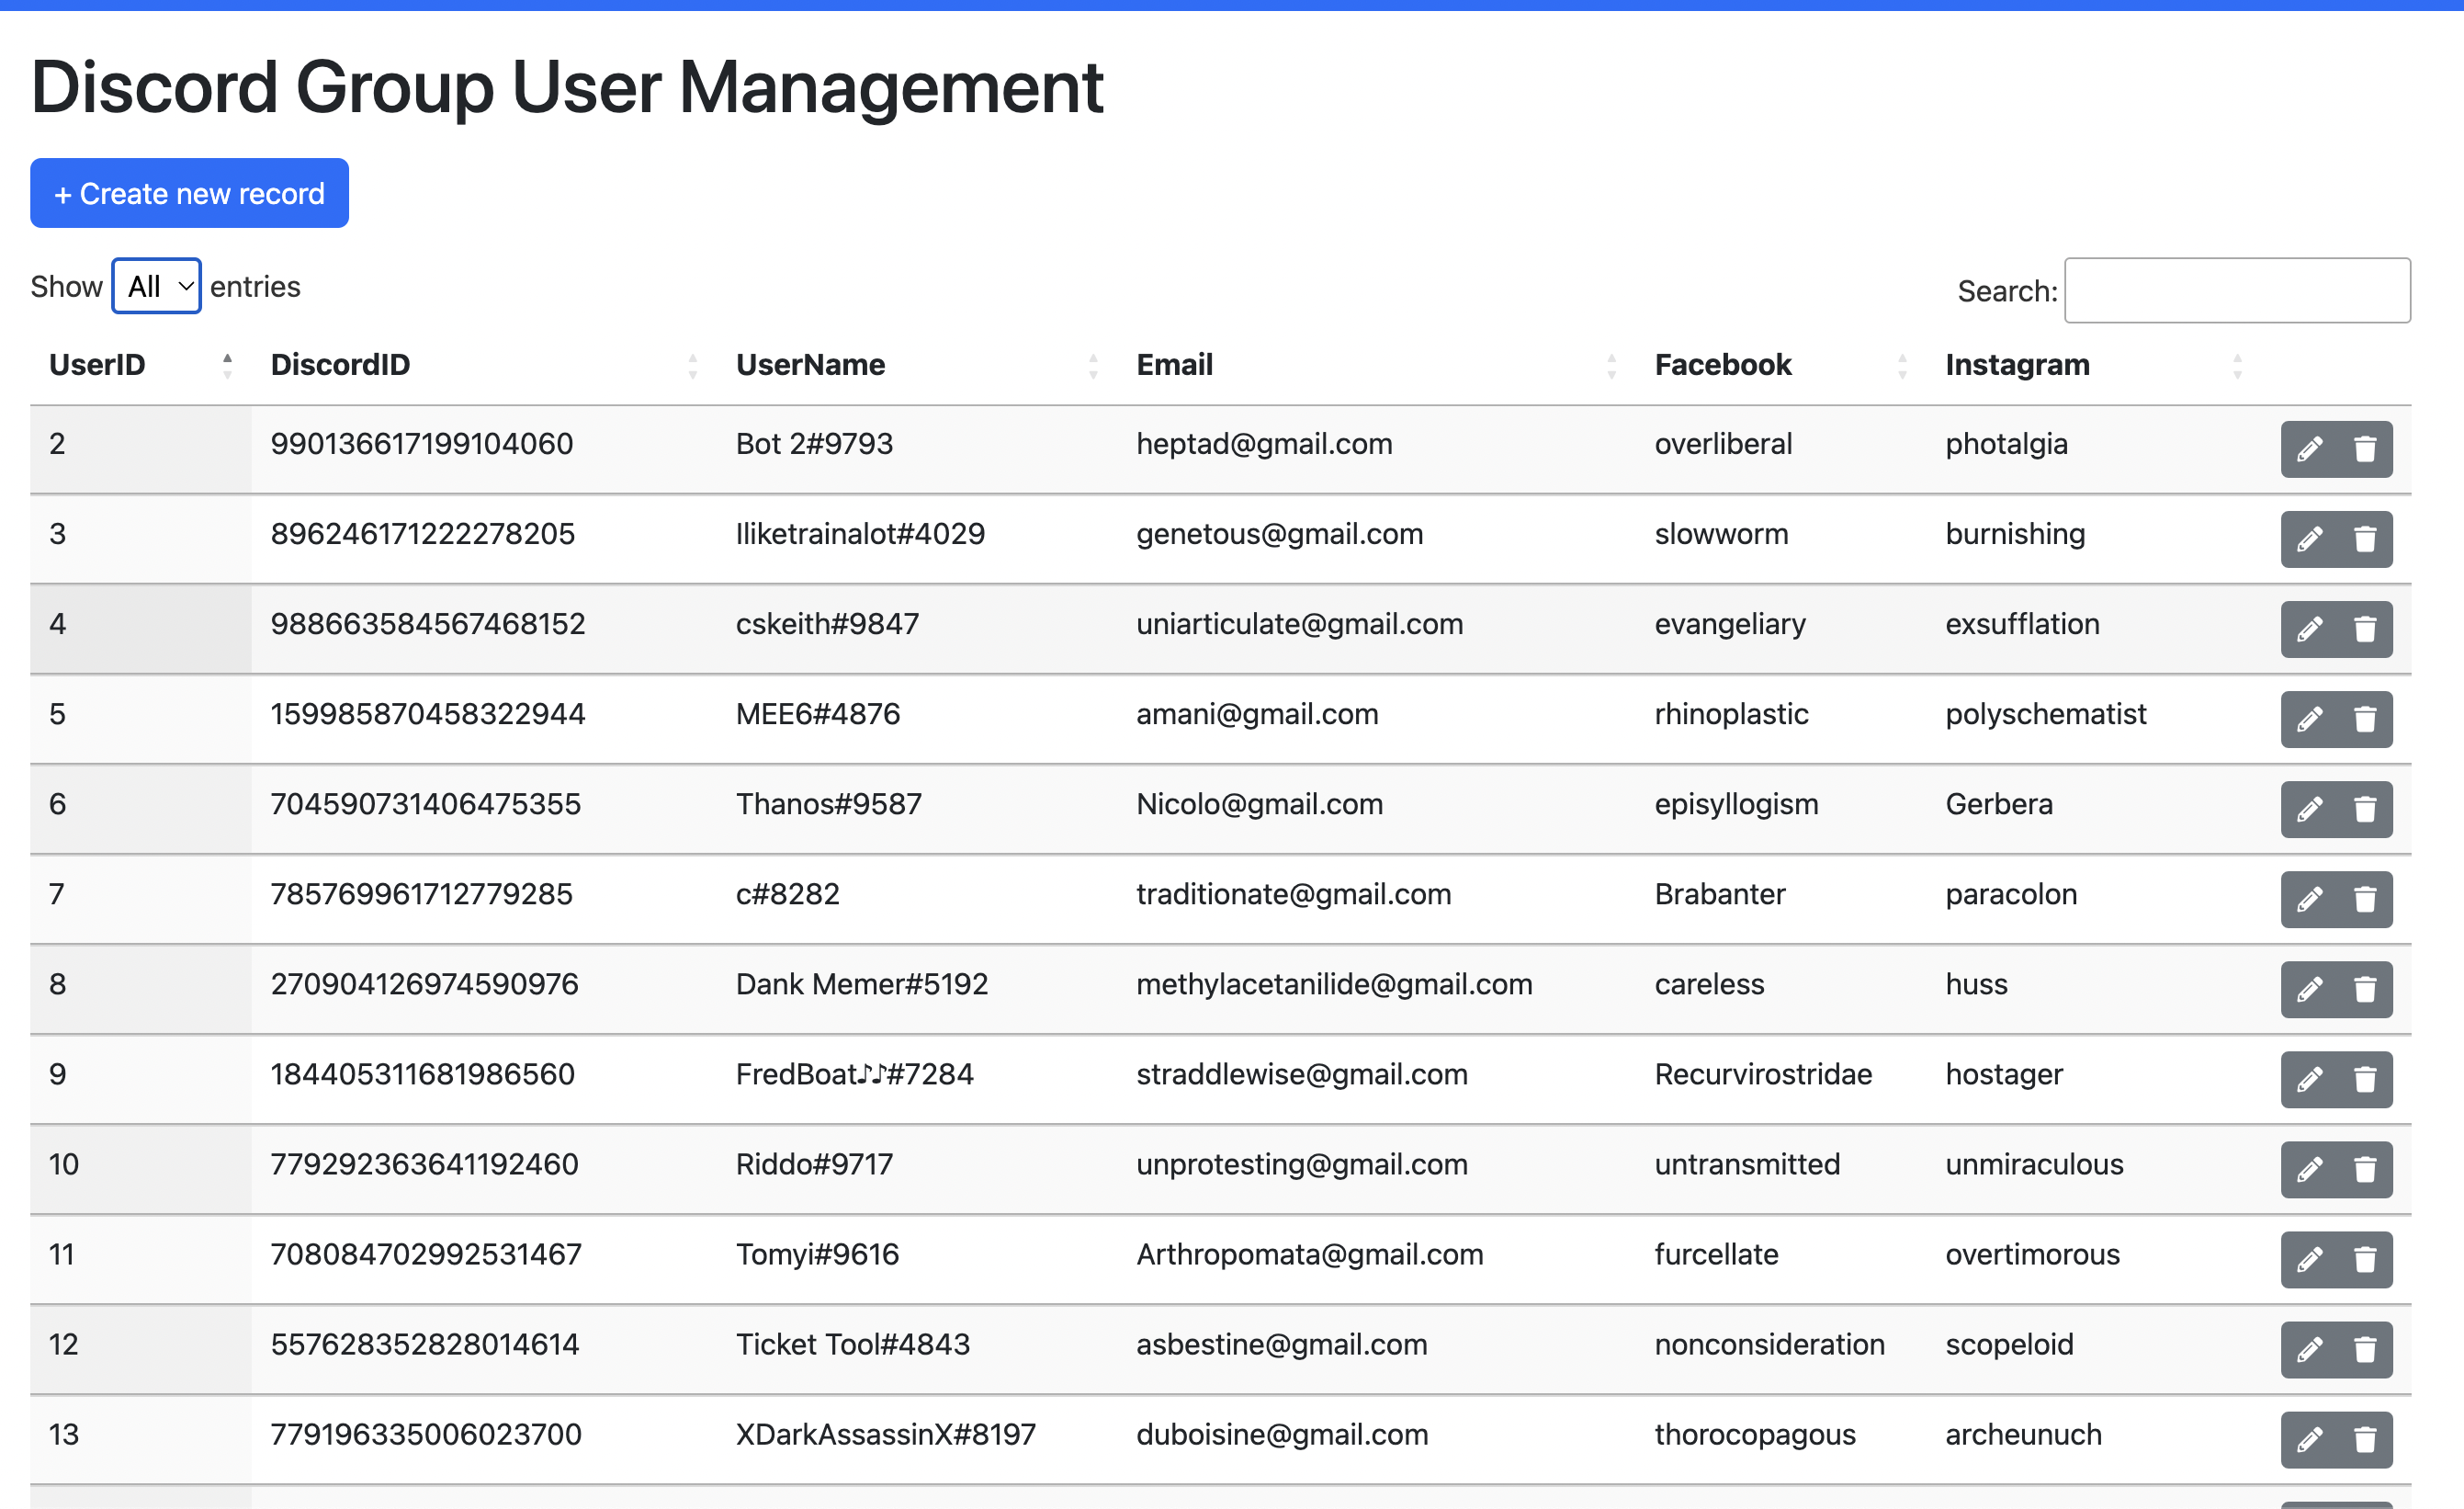 Discord Group User Management
+ Create new record
Show All entries Search:
UserID DiscordID UserName Email Facebook Instagram
2 990136617199104060 Bot 2#9793 heptad@gmail.com overliberal photalgia
3 896246171222278205 Iliketrainalot#4029 genetous@gmail.com slowworm burnishing
4 988663584567468152 cskeith#9847 uniarticulate@gmail.com evangeliary exsufflation
5 159985870458322944 MEE6#4876 amani@gmail.com rhinoplastic polyschematist
6 704590731406475355 Thanos#9587 Nicolo@gmail.com episyllogism Gerbera
7 785769961712779285 c#8282 traditionate@gmail.com Brabanter paracolon
8 270904126974590976 Dank Memer#5192 methylacetanilide@gmail.com careless huss
9 184405311681986560 FredBoat♪♪#7284 straddlewise@gmail.com Recurvirostridae hostager
10 779292363641192460 Riddo#9717 unprotesting@gmail.com untransmitted unmiraculous
11 708084702992531467 Tomyi#9616 Arthropomata@gmail.com furcellate overtimorous
12 557628352828014614 Ticket Tool#4843 asbestine@gmail.com nonconsideration scopeloid
13 779196335006023700 XDarkAssassinX#8197 duboisine@gmail.com thorocopagous archeunuch